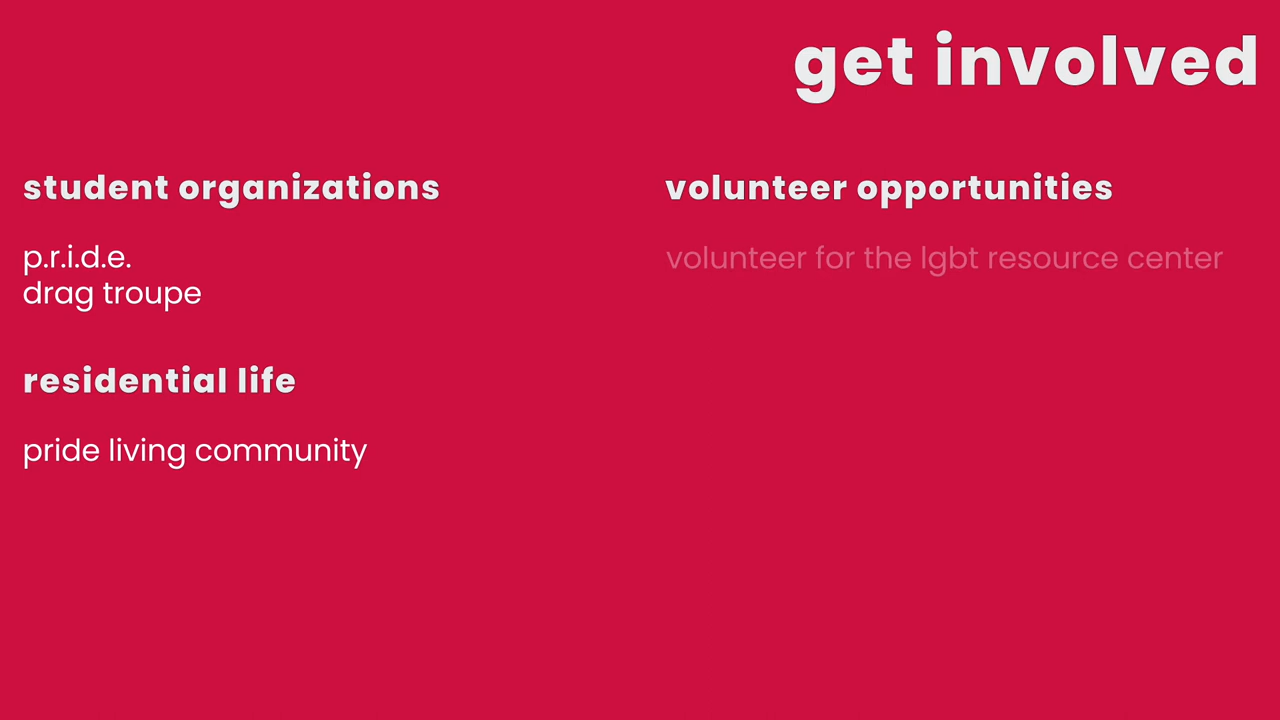 get involved
student organizations
p.r.i.d.e.
drag troupe
residential life
pride living community
volunteer opportunities
volunteer for the lgbt resource center